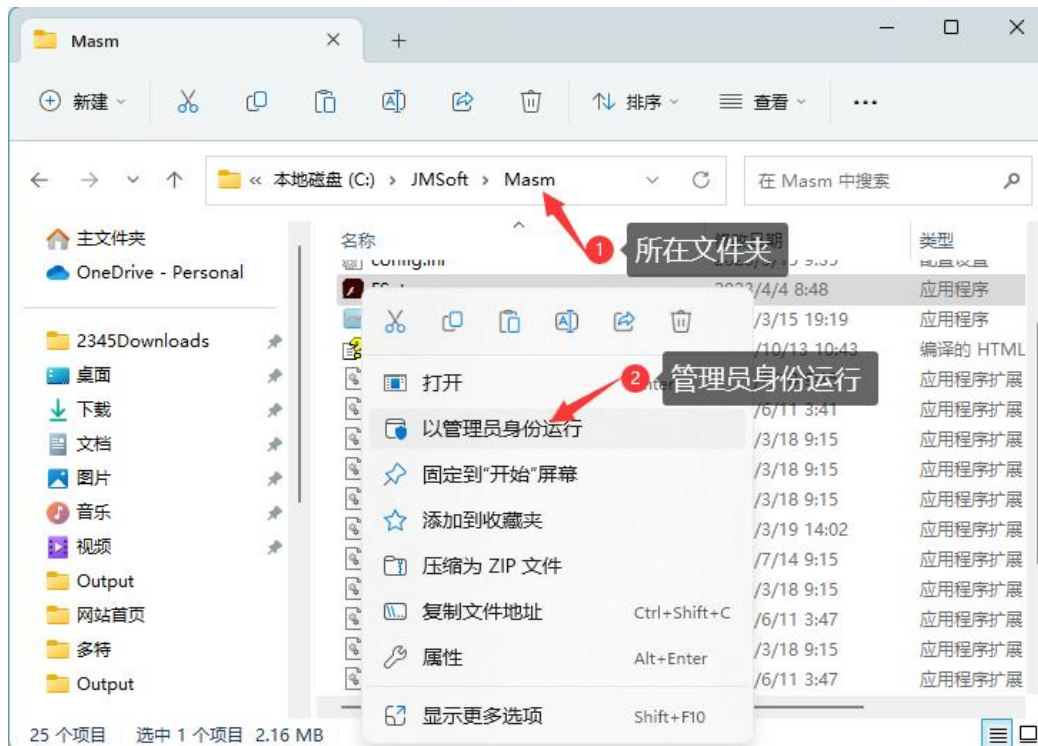 Masm
新建
排序
查看
« 本地磁盘 (C:) › JMSoft › Masm
在 Masm 中搜索
主文件夹
OneDrive - Personal
2345Downloads
桌面
下载
文档
图片
音乐
视频
Output
网站首页
多特
Output
名称
类型
1 所在文件夹
config.ini
配置设置
/4/4 8:48 应用程序
/3/15 19:19 应用程序
/10/13 10:43 编译的 HTML
应用程序扩展
/6/11 3:41 应用程序扩展
/3/18 9:15 应用程序扩展
/3/18 9:15 应用程序扩展
/3/18 9:15 应用程序扩展
/3/19 14:02 应用程序扩展
/7/14 9:15 应用程序扩展
/3/18 9:15 应用程序扩展
/6/11 3:47 应用程序扩展
/3/18 9:15 应用程序扩展
/6/11 3:47 应用程序扩展
打开
2 管理员身份运行
以管理员身份运行
固定到"开始"屏幕
添加到收藏夹
压缩为 ZIP 文件
复制文件地址 Ctrl+Shift+C
属性 Alt+Enter
显示更多选项 Shift+F10
25 个项目 选中 1 个项目 2.16 MB